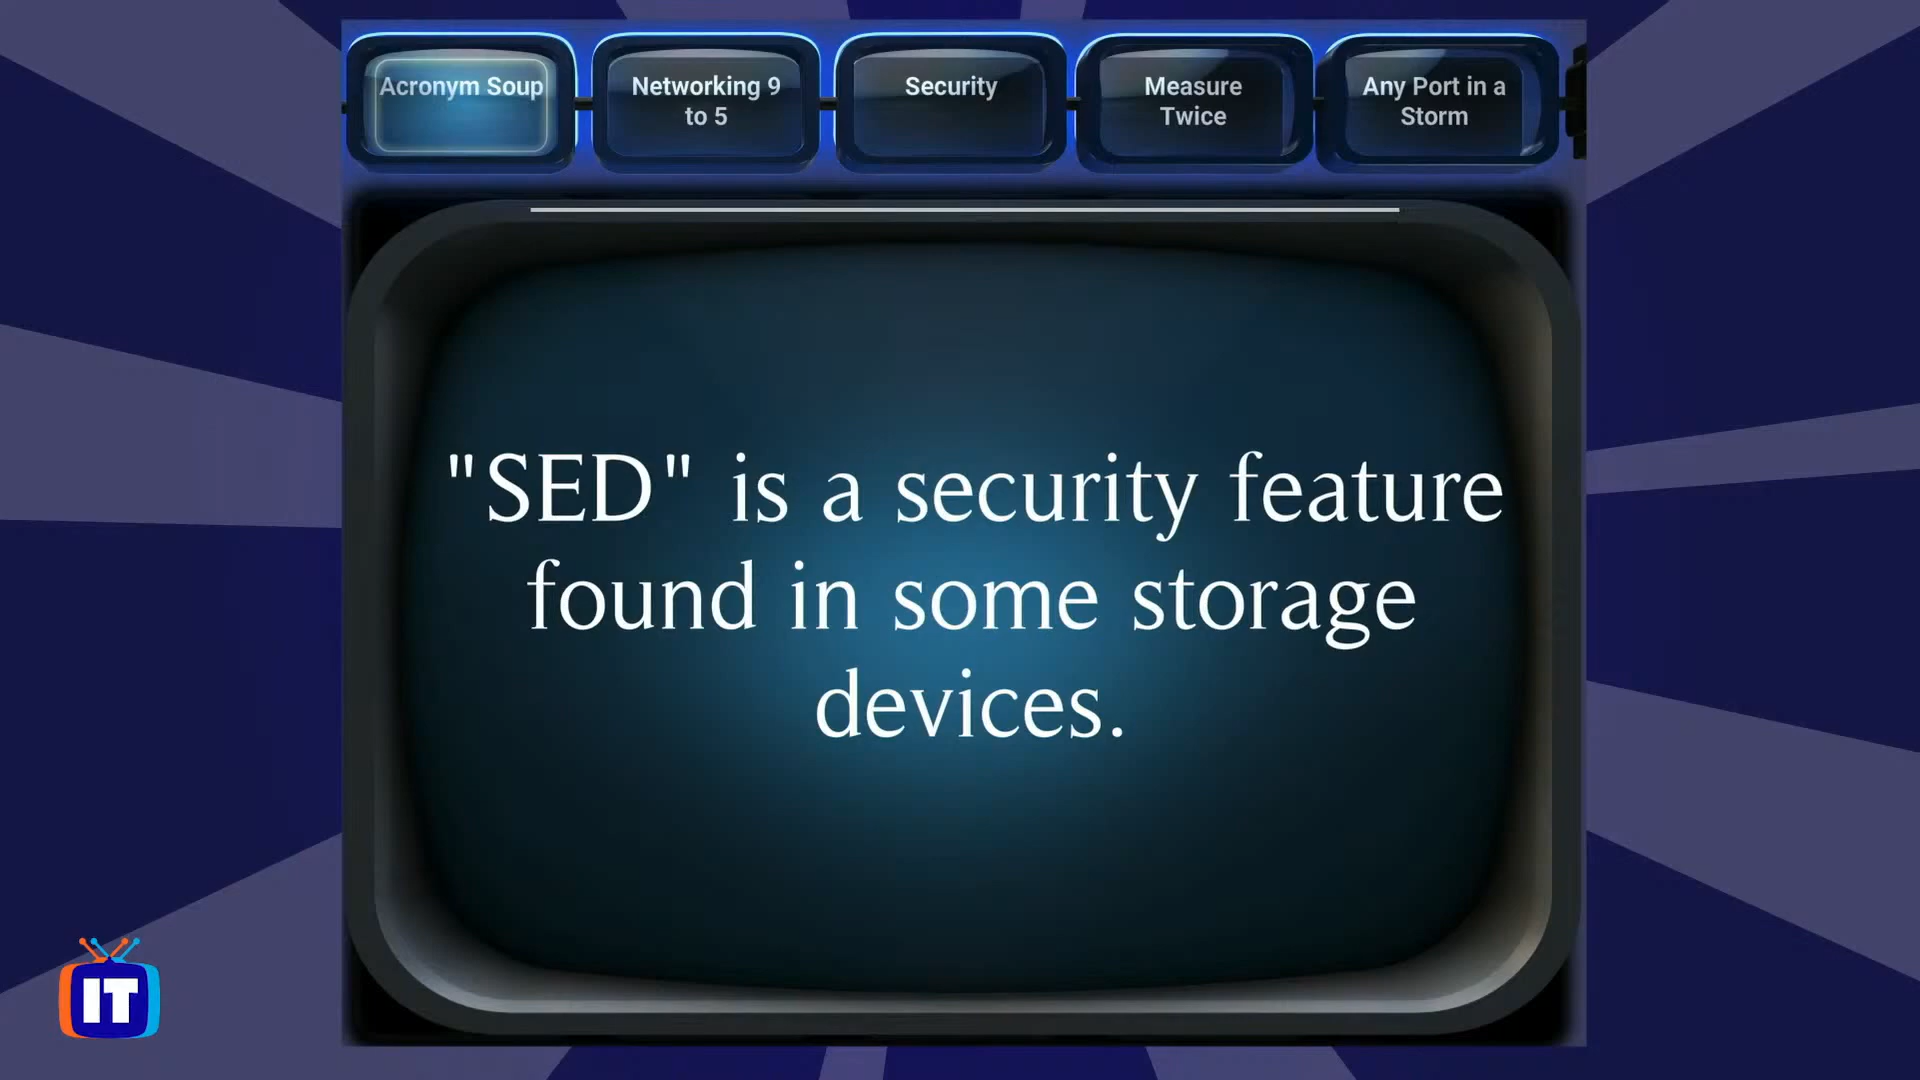 Acronym Soup
Networking 9
to 5
Security
Measure
Twice
Any Port in a
Storm
"SED" is a security feature
found in some storage
devices.
IT